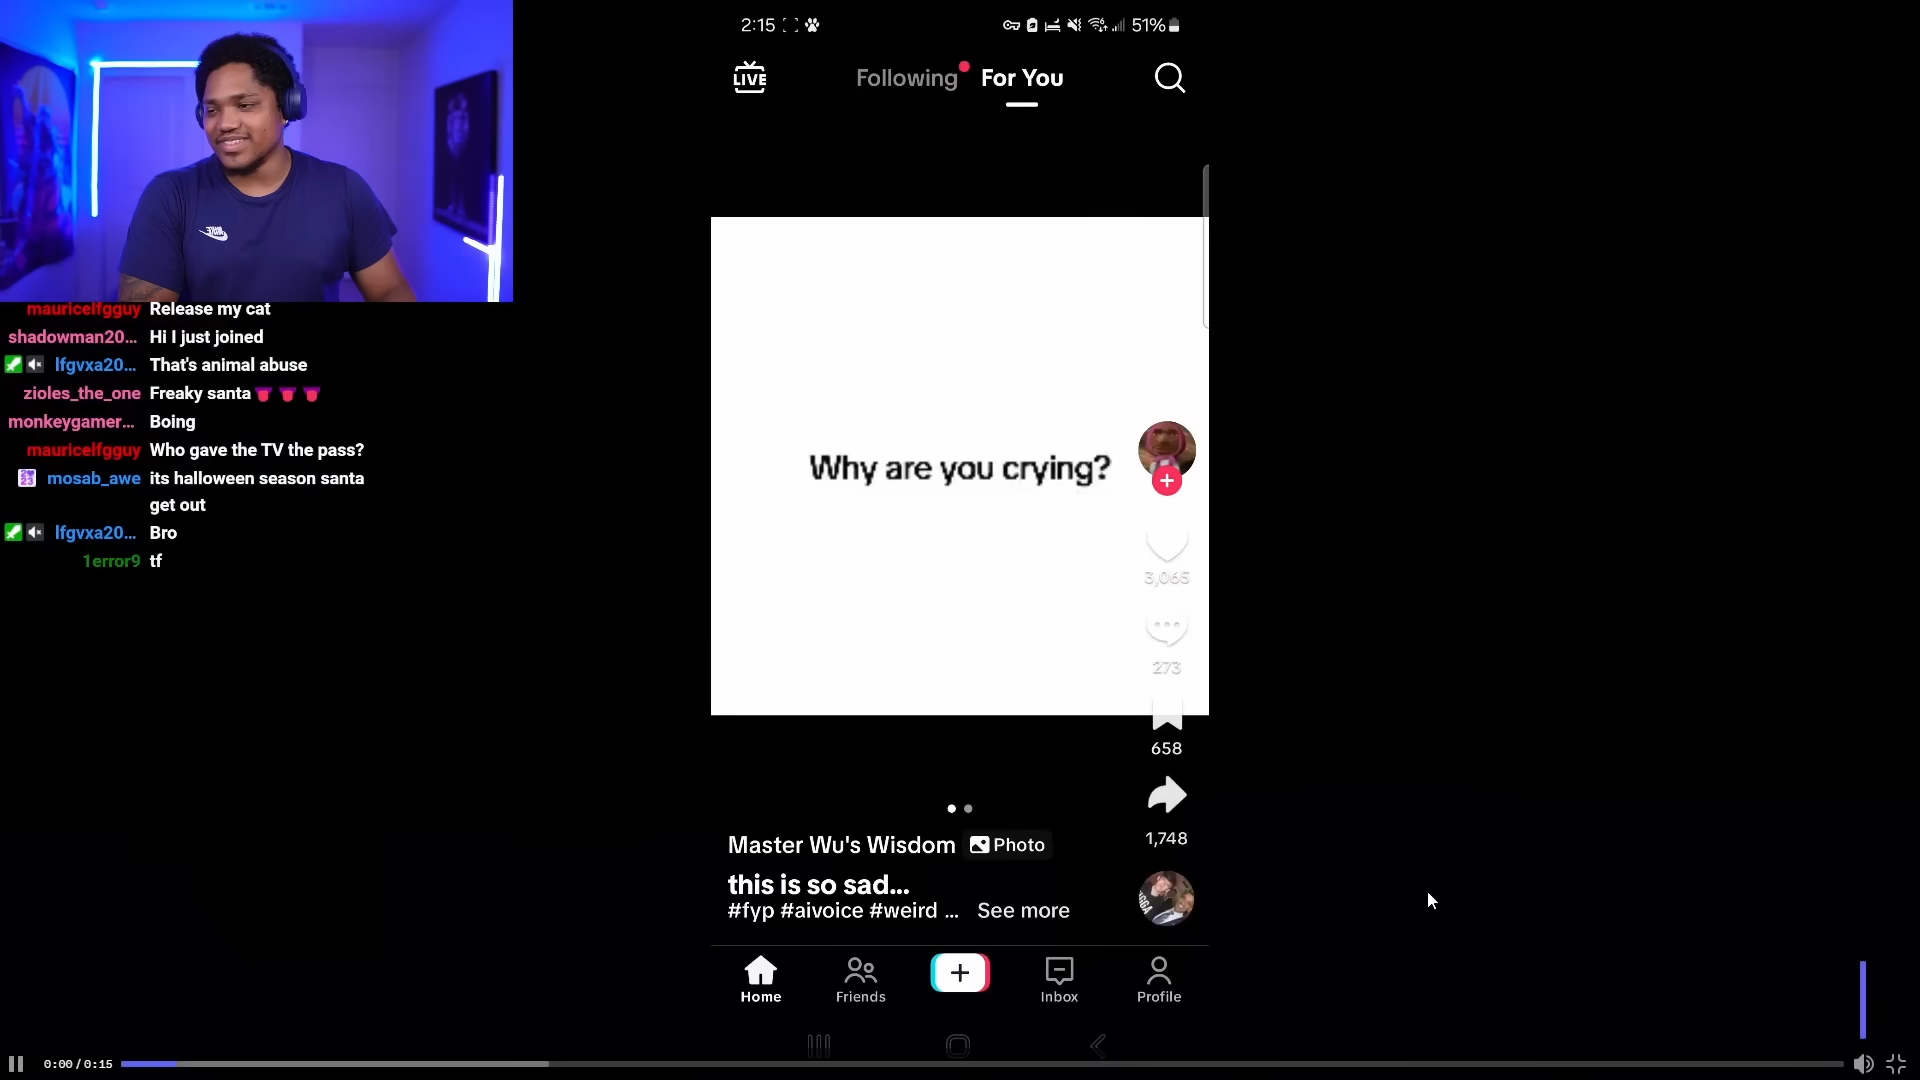 2:15
51%
LIVE
Following
For You
mauricelfgguy Release my cat
shadowman20... Hi I just joined
lfgvxa20... That's animal abuse
zioles_the_one Freaky santa
monkeygamer... Boing
mauricelfgguy Who gave the TV the pass?
mosab_awe its halloween season santa
get out
lfgvxa20... Bro
1error9 tf
Why are you crying?
3,065
273
658
1,748
Master Wu's Wisdom Photo
this is so sad...
#fyp #aivoice #weird ... See more
Home
Friends
Inbox
Profile
0:00 / 0:15